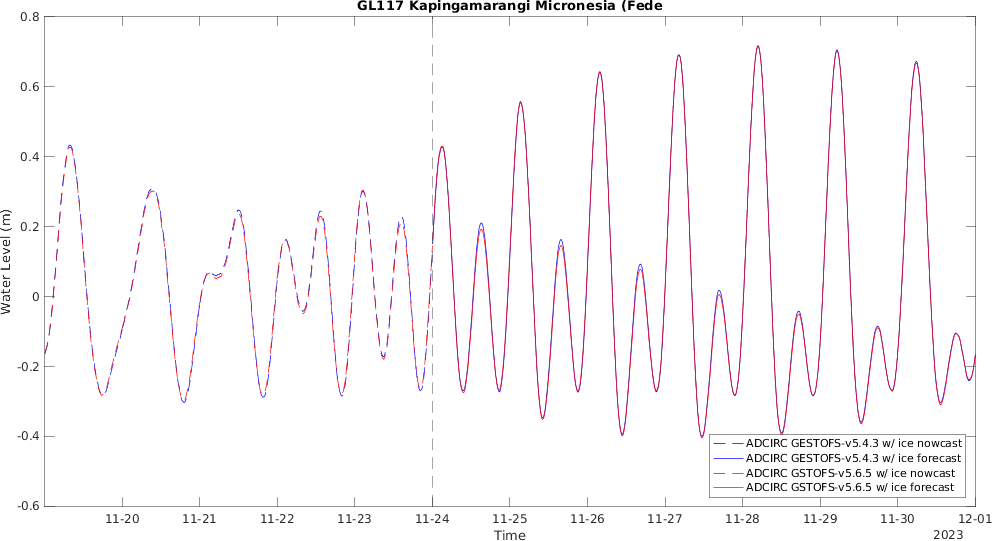 GL117 Kapingamarangi Micronesia (Fede
0.8
0.6
0.4
0.2
0
-0.2
-0.4
-0.6
Water Level (m)
11-20 11-21 11-22 11-23 11-24 11-25 11-26 11-27 11-28 11-29 11-30 12-01
Time
2023
ADCIRC GESTOFS-v5.4.3 w/ ice nowcast
ADCIRC GESTOFS-v5.4.3 w/ ice forecast
ADCIRC GSTOFS-v5.6.5 w/ ice nowcast
ADCIRC GSTOFS-v5.6.5 w/ ice forecast